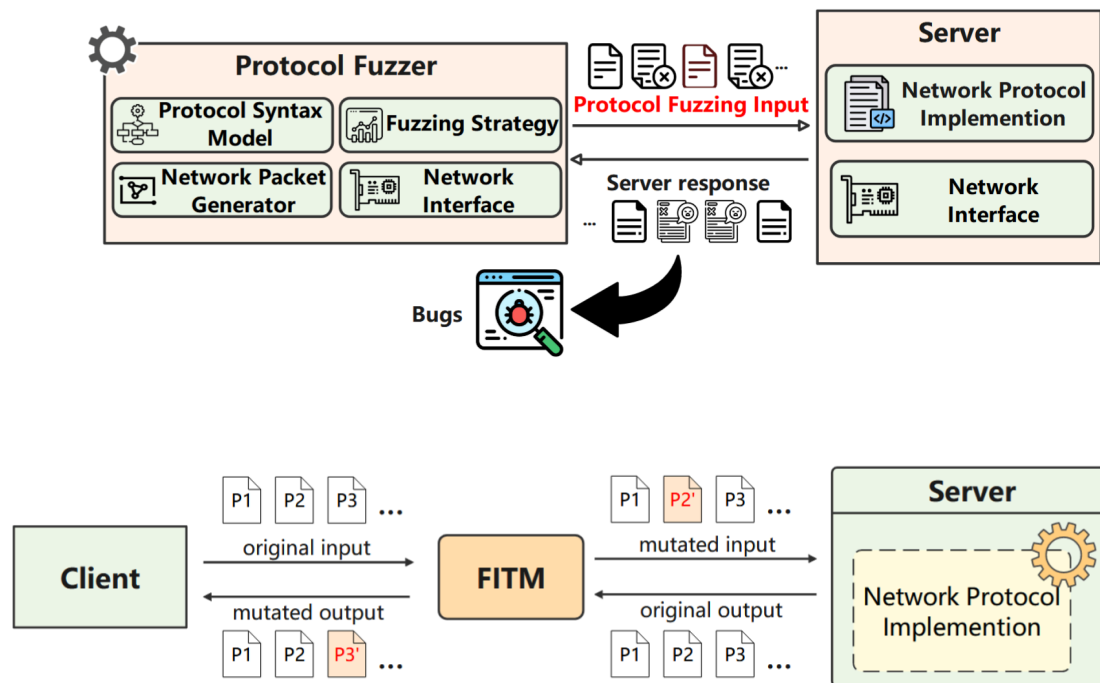 Protocol Fuzzer
Protocol Syntax
Model
Fuzzing Strategy
Network Packet
Generator
Network
Interface
Protocol Fuzzing Input
...
Server response
...
Server
Network Protocol
Implemention
Network
Interface
Bugs
Client
P1 P2 P3 ...
original input
mutated output
P1 P2 P3' ...
FITM
P1 P2' P3 ...
mutated input
original output
P1 P2 P3 ...
Server
Network Protocol
Implemention